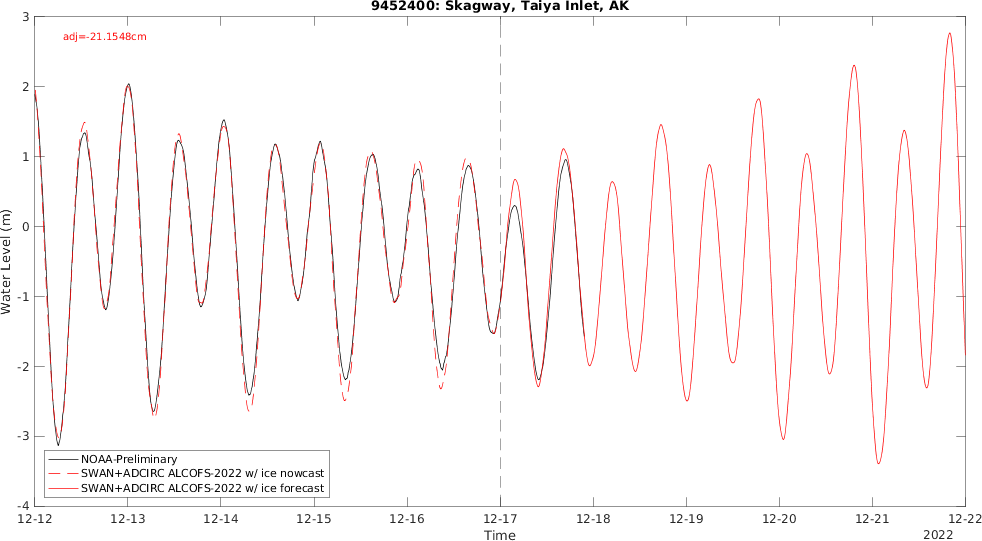 9452400: Skagway, Taiya Inlet, AK
adj=-21.1548cm
3
2
1
0
-1
-2
-3
-4
Water Level (m)
NOAA-Preliminary
SWAN+ADCIRC ALCOFS-2022 w/ ice nowcast
SWAN+ADCIRC ALCOFS-2022 w/ ice forecast
12-12 12-13 12-14 12-15 12-16 12-17 12-18 12-19 12-20 12-21 12-22
Time
2022